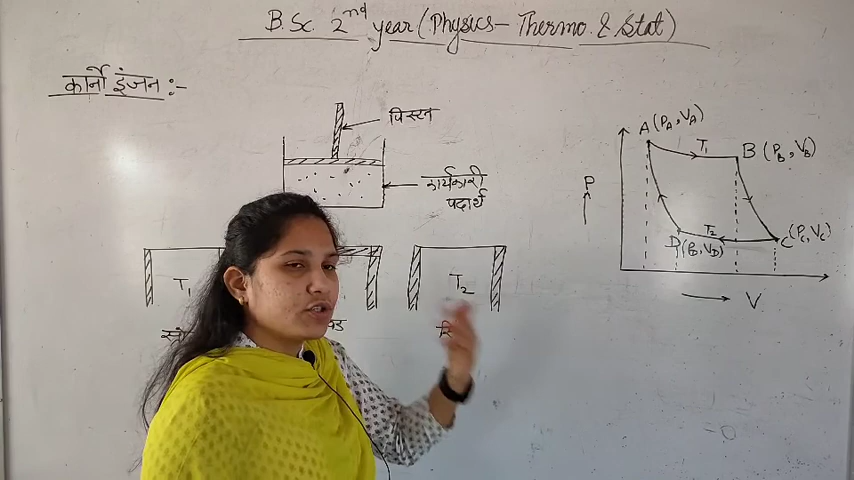 B.Sc. 2nd year (Physics - Thermo. & Stat)
कार्नो इंजन :-
पिस्टन
कार्यकारी
पदार्थ
T₁
T₂
A (PA, VA)
T₁
B (PB, VB)
P
T₂
C (PC, VC)
D (PD, VD)
V